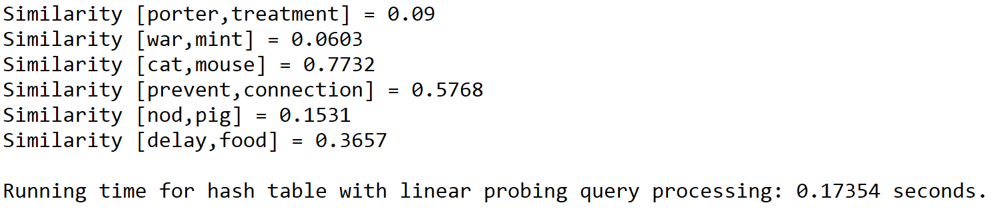 Similarity [porter,treatment] = 0.09
Similarity [war,mint] = 0.0603
Similarity [cat,mouse] = 0.7732
Similarity [prevent,connection] = 0.5768
Similarity [nod,pig] = 0.1531
Similarity [delay,food] = 0.3657
Running time for hash table with linear probing query processing: 0.17354 seconds.